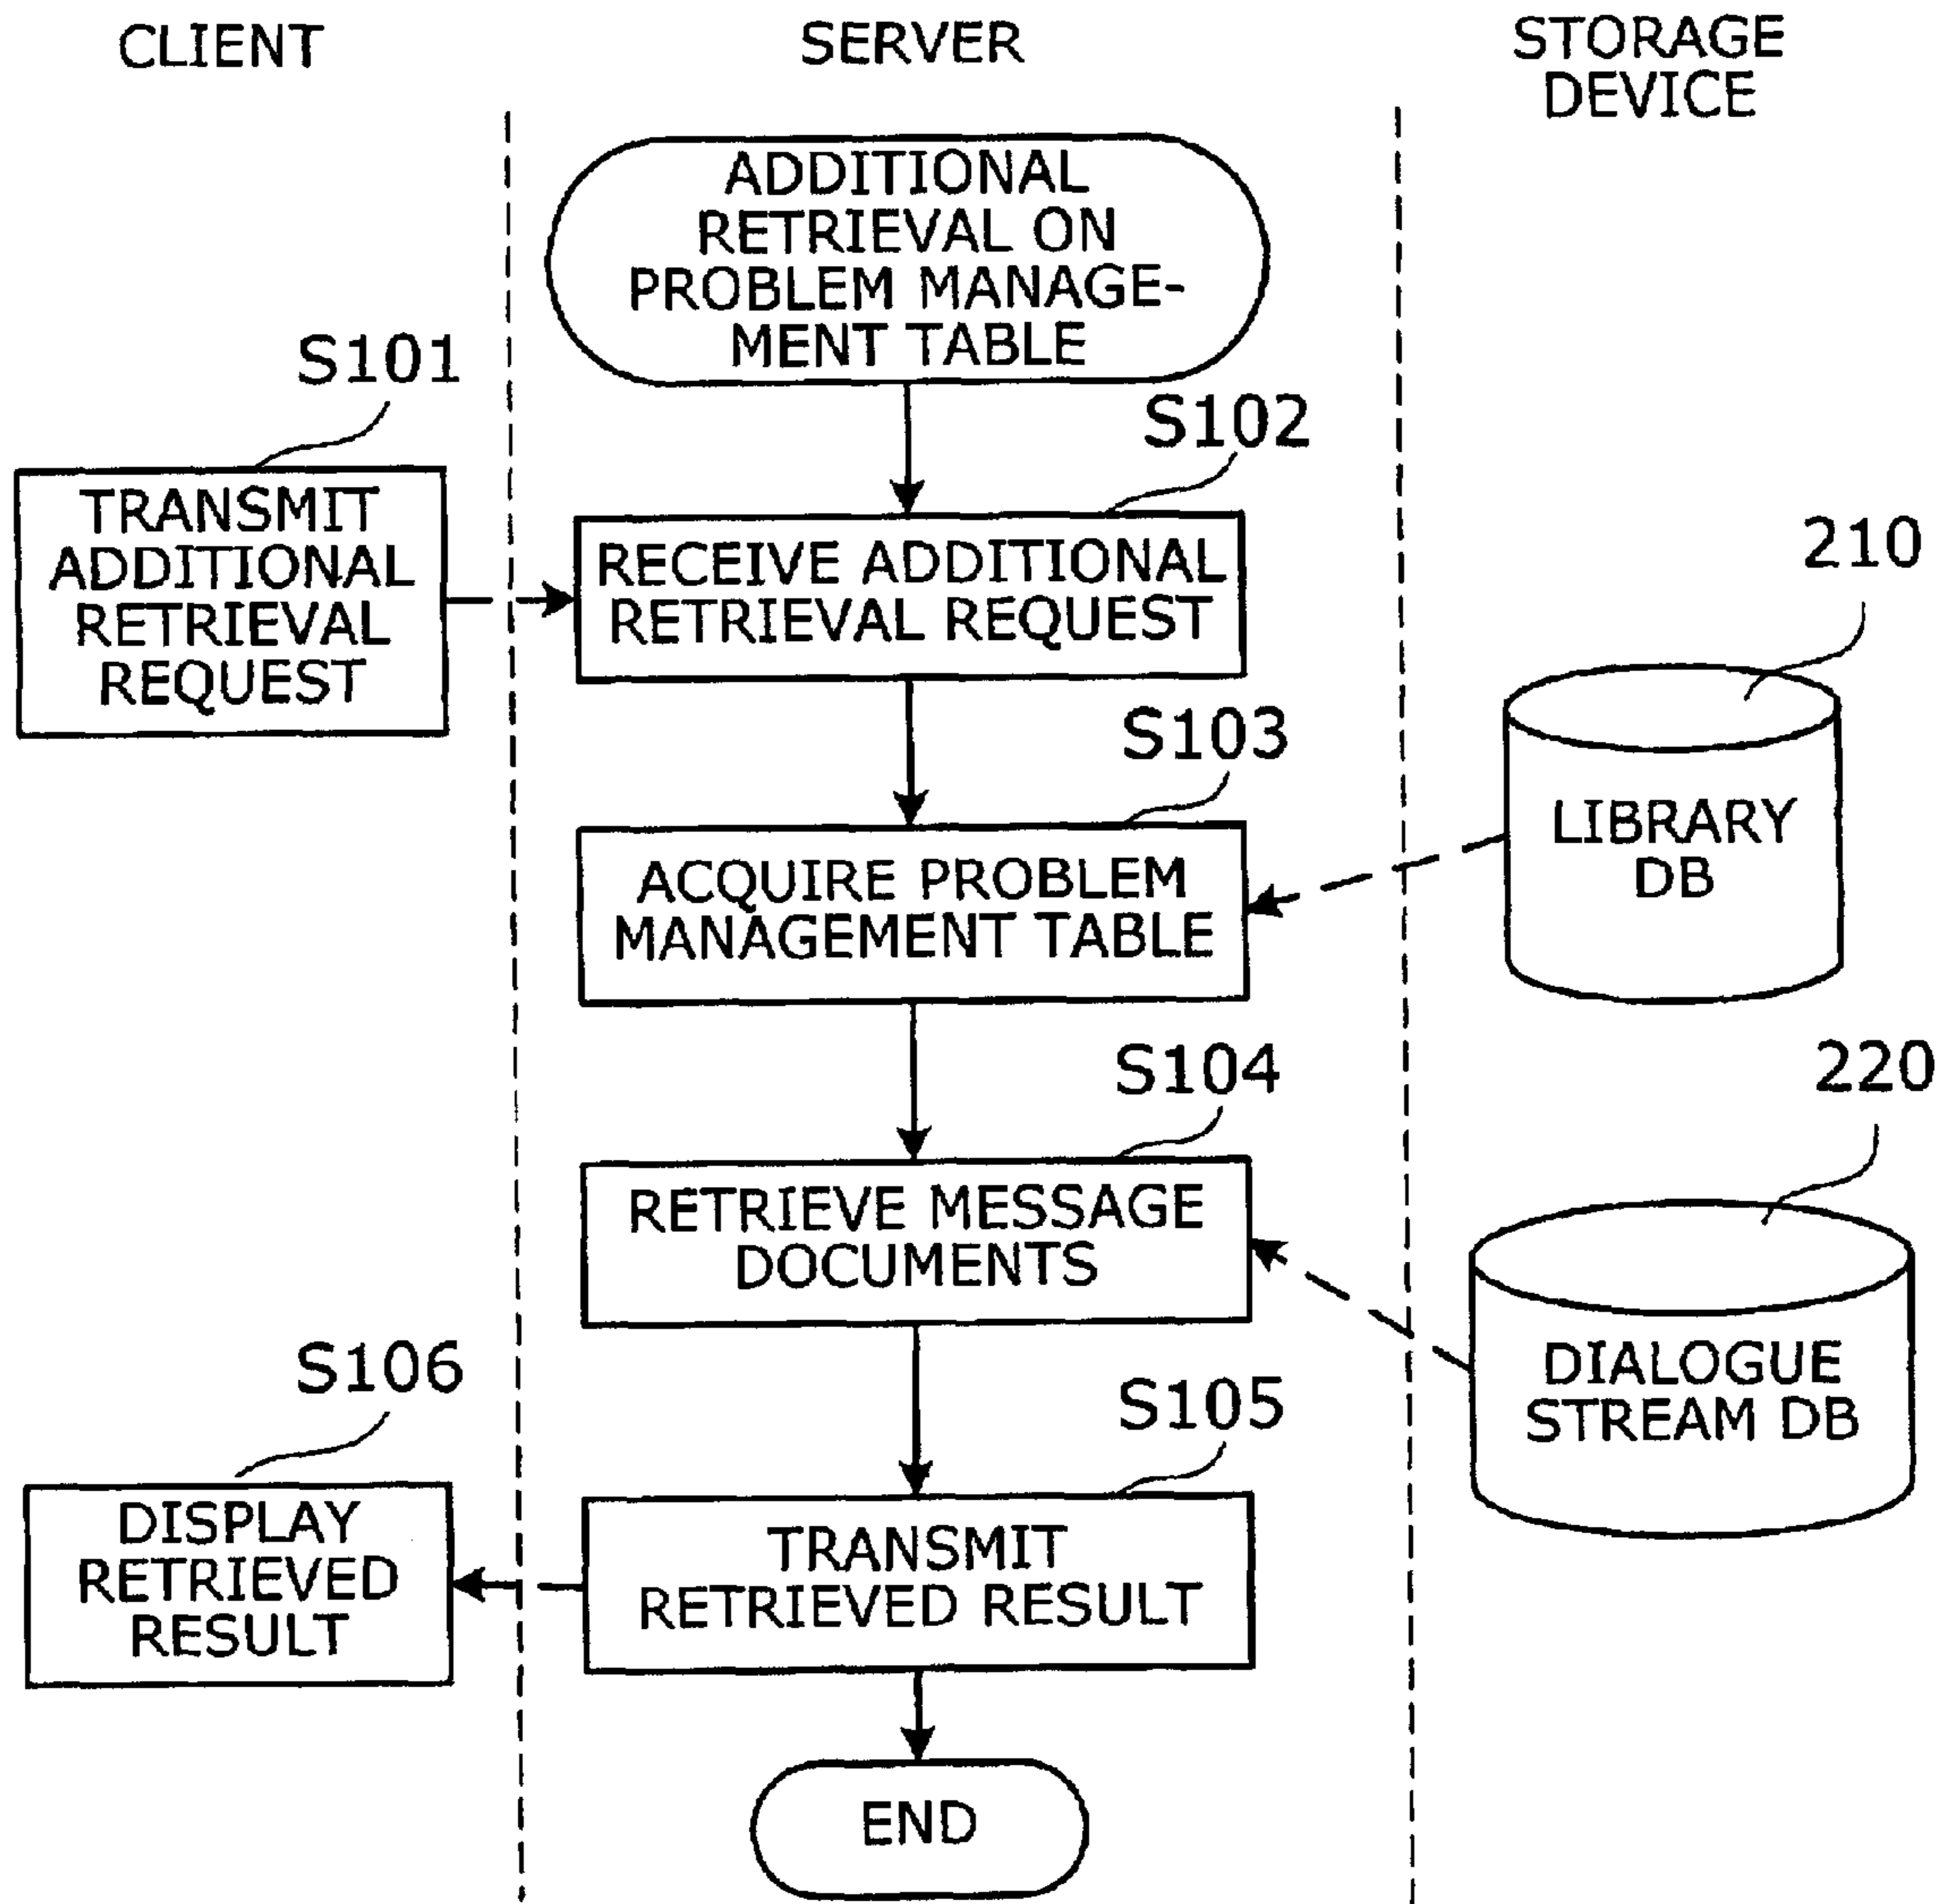 CLIENT
SERVER
STORAGE
DEVICE
ADDITIONAL
RETRIEVAL ON
PROBLEM MANAGE-
MENT TABLE
S101
TRANSMIT
ADDITIONAL
RETRIEVAL
REQUEST
S102
RECEIVE ADDITIONAL
RETRIEVAL REQUEST
210
LIBRARY
DB
S103
ACQUIRE PROBLEM
MANAGEMENT TABLE
S104
RETRIEVE MESSAGE
DOCUMENTS
220
DIALOGUE
STREAM DB
S105
TRANSMIT
RETRIEVED RESULT
S106
DISPLAY
RETRIEVED
RESULT
END